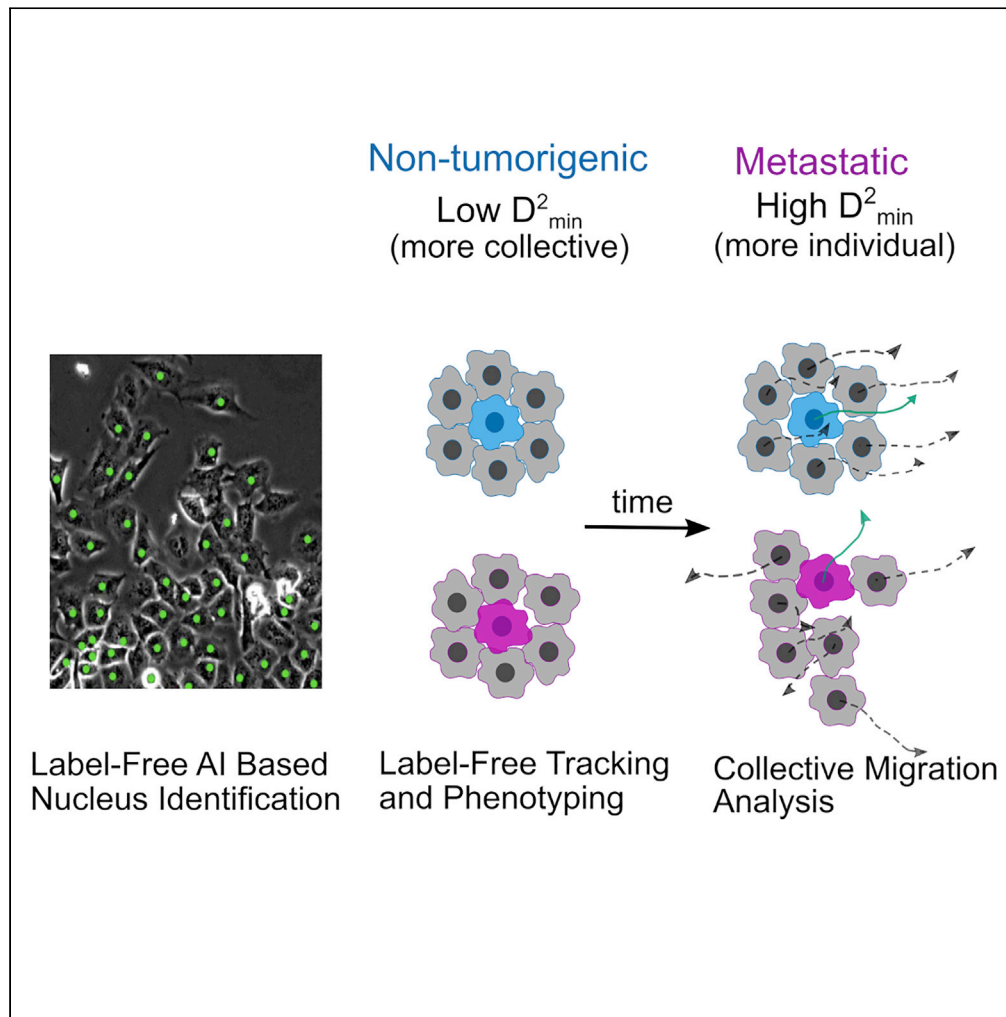 Non-tumorigenic
Low D²min
(more collective)
Metastatic
High D²min
(more individual)
time
Label-Free AI Based
Nucleus Identification
Label-Free Tracking
and Phenotyping
Collective Migration
Analysis